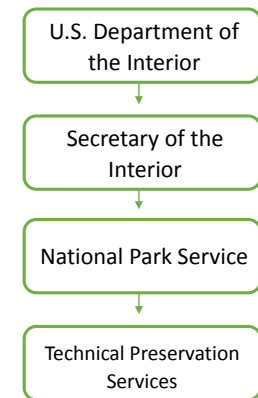 U.S. Department of
the Interior
Secretary of the
Interior
National Park Service
Technical Preservation
Services